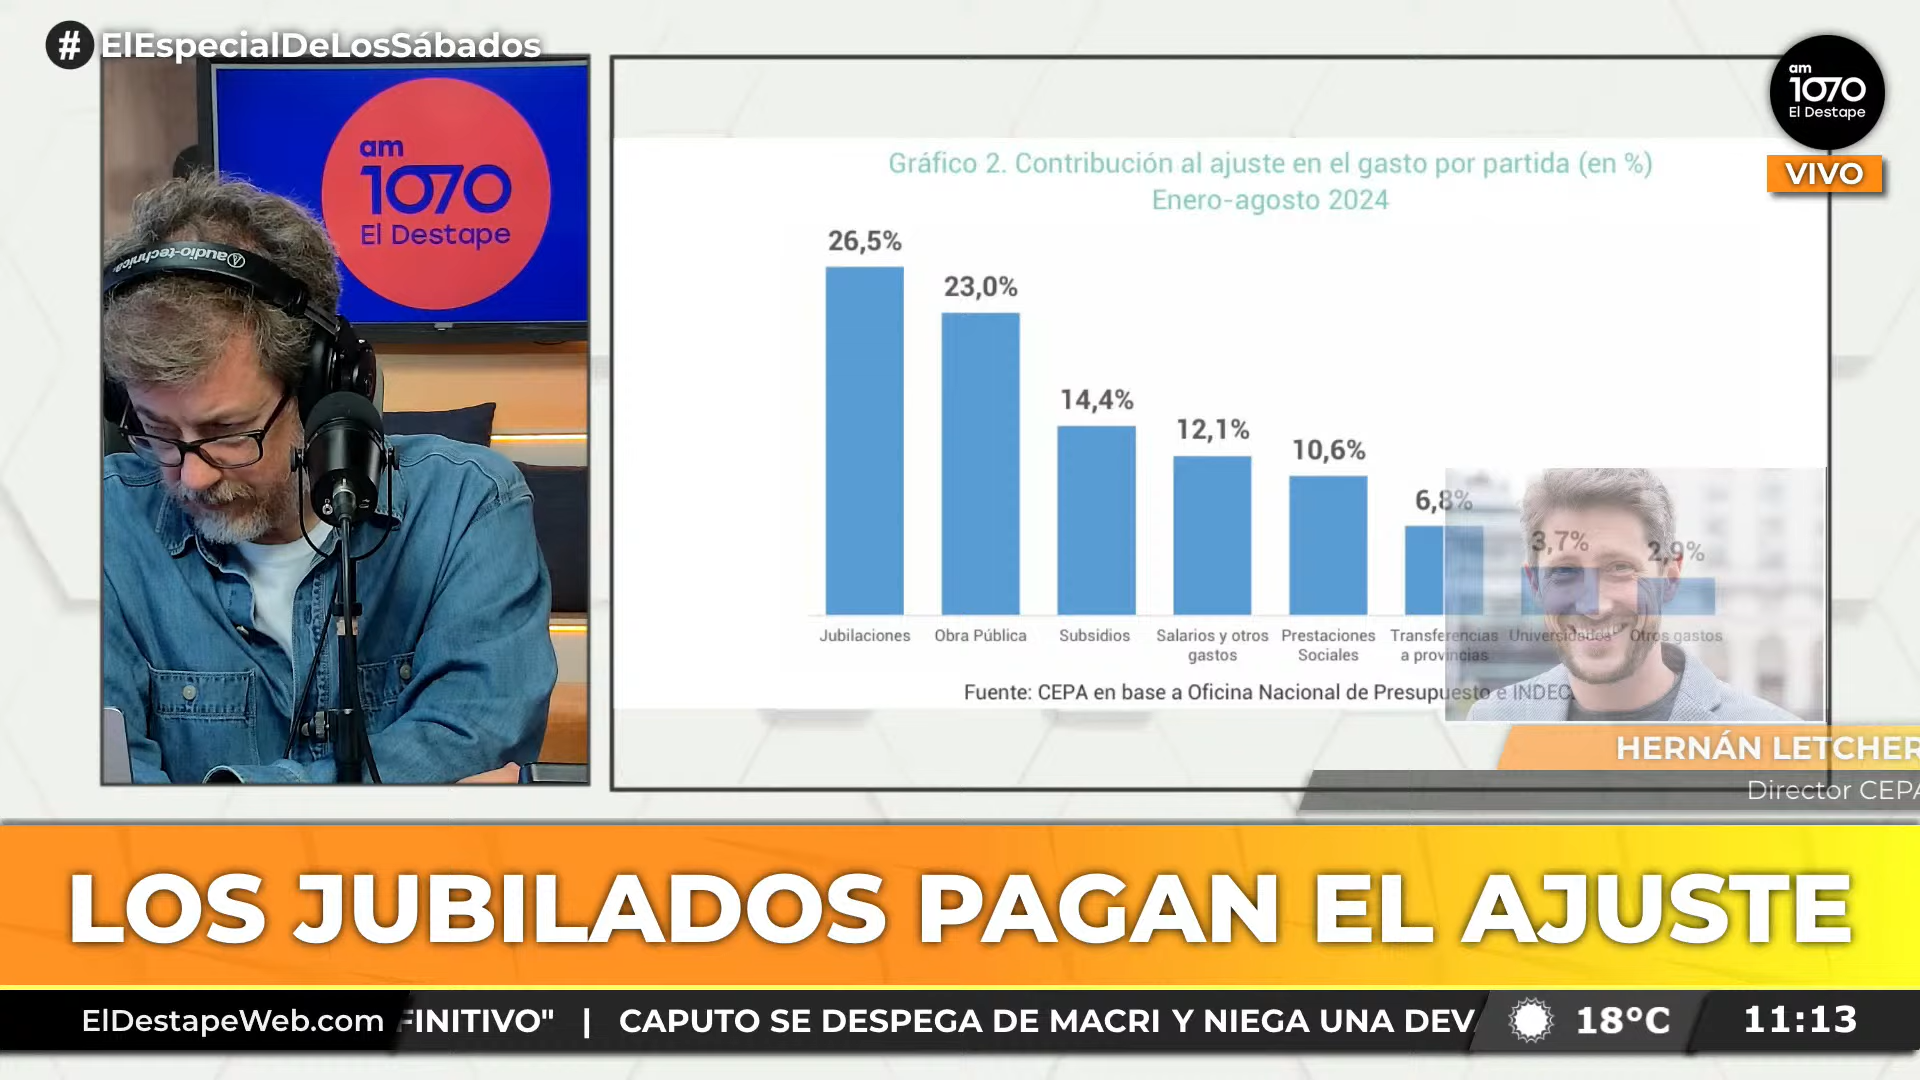 # ElEspecialDeLosSábados
am
1070
El Destape
audio-technica
Gráfico 2. Contribución al ajuste en el gasto por partida (en %)
Enero-agosto 2024
26,5%
23,0%
14,4%
12,1%
10,6%
6,8%
3,7%
2,9%
Jubilaciones
Obra Pública
Subsidios
Salarios y otros
gastos
Prestaciones
Sociales
Transferencias
a provincias
Universidades
Otros gastos
Fuente: CEPA en base a Oficina Nacional de Presupuesto e INDEC.
am
1070
El Destape
VIVO
HERNÁN LETCHER
Director CEPA
LOS JUBILADOS PAGAN EL AJUSTE
ElDestapeWeb.com
FINITIVO" | CAPUTO SE DESPEGA DE MACRI Y NIEGA UNA DEV
18°C
11:13